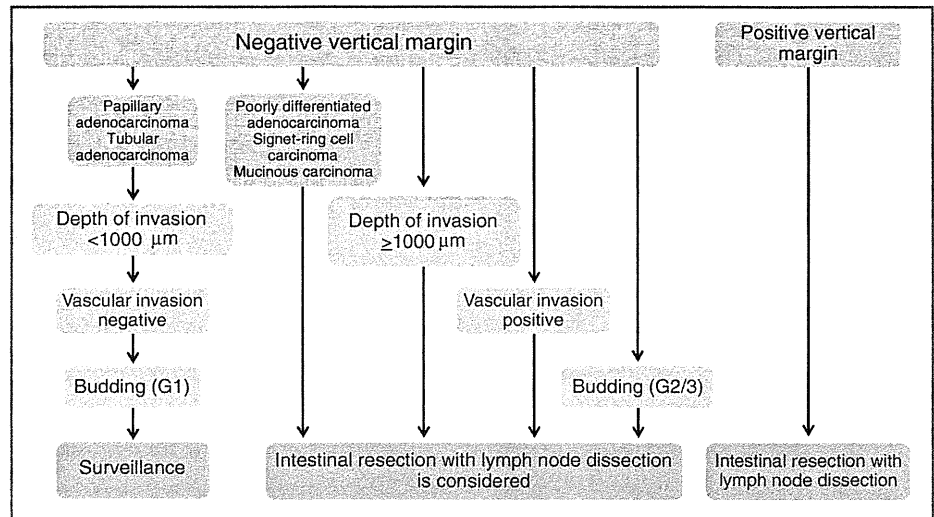 Negative vertical margin
Positive vertical
margin
Papillary
adenocarcinoma
Tubular
adenocarcinoma
Poorly differentiated
adenocarcinoma
Signet-ring cell
carcinoma
Mucinous carcinoma
Depth of invasion
<1000 μm
Depth of invasion
≥1000 μm
Vascular invasion
negative
Vascular invasion
positive
Budding (G1)
Budding (G2/3)
Surveillance
Intestinal resection with lymph node dissection
is considered
Intestinal resection with
lymph node dissection